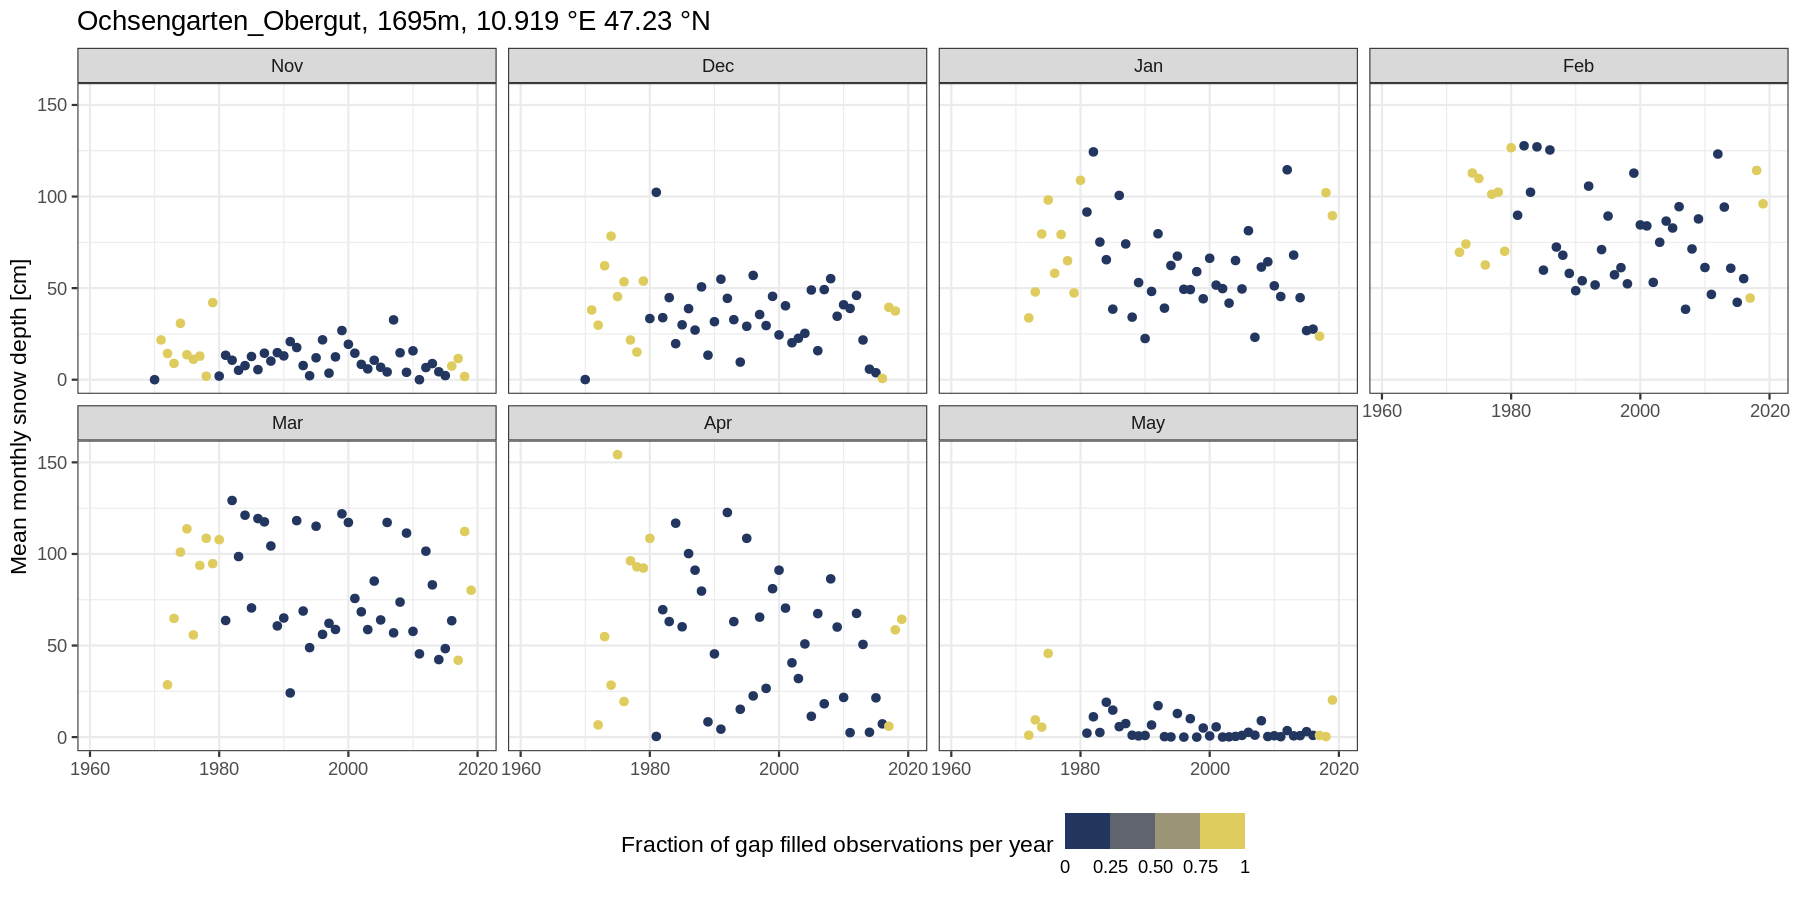 Ochsengarten_Obergut, 1695m, 10.919 °E 47.23 °N
Nov Dec Jan Feb
150
100
50
0
1960 1980 2000 2020
Mar Apr May
150
100
50
0
1960 1980 2000 2020 1960 1980 2000 2020 1960 1980 2000 2020
Mean monthly snow depth [cm]
Fraction of gap filled observations per year
0 0.25 0.50 0.75 1